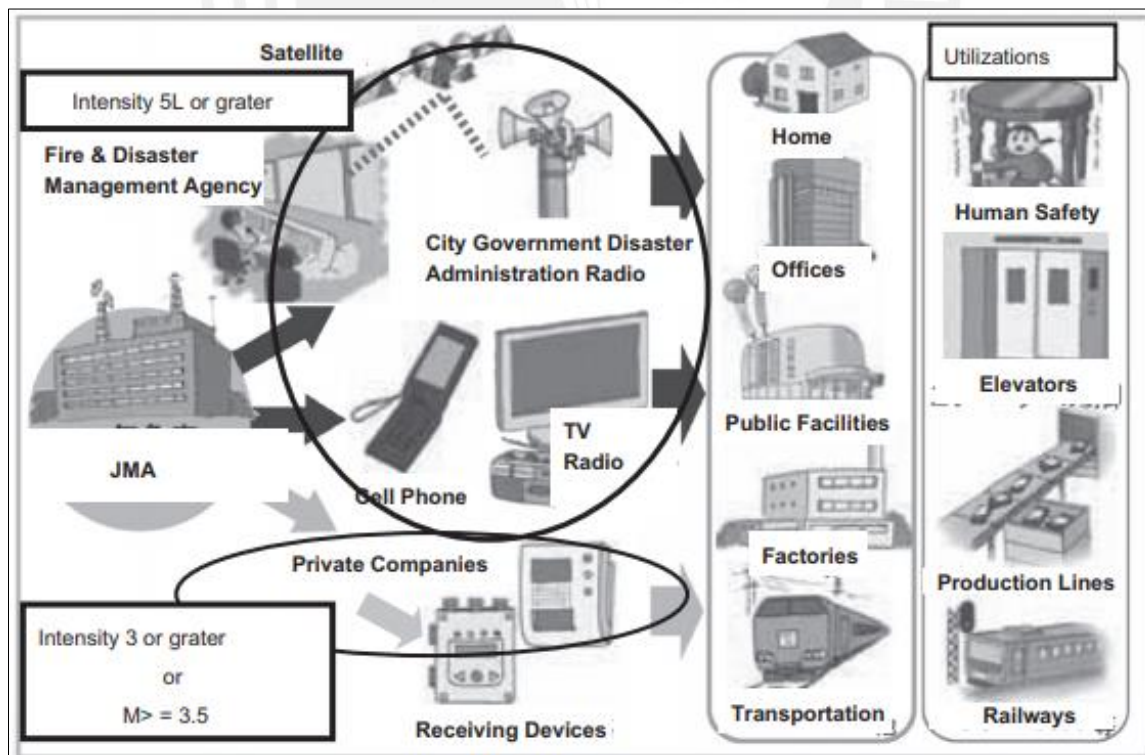 Satellite
Intensity 5L or grater
Fire & Disaster
Management Agency
City Government Disaster
Administration Radio
JMA
Cell Phone
TV
Radio
Private Companies
Intensity 3 or grater
or
M> = 3.5
Receiving Devices
Home
Offices
Public Facilities
Factories
Transportation
Utilizations
Human Safety
Elevators
Production Lines
Railways